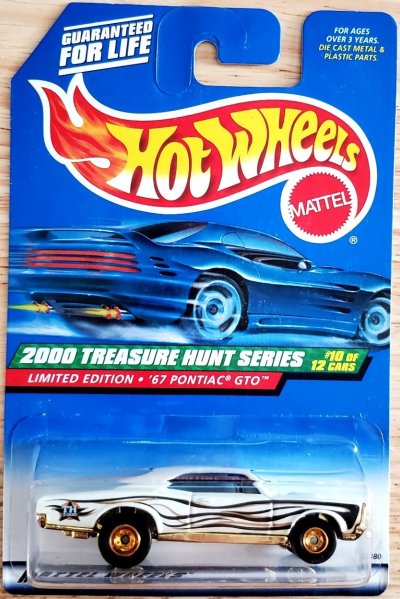 GUARANTEED
FOR LIFE
FOR AGES
OVER 3 YEARS.
DIE CAST METAL &
PLASTIC PARTS.
HOT WHEELS
MATTEL
®
2000 TREASURE HUNT SERIES
#10 OF
12 CARS
LIMITED EDITION • '67 PONTIAC® GTO™